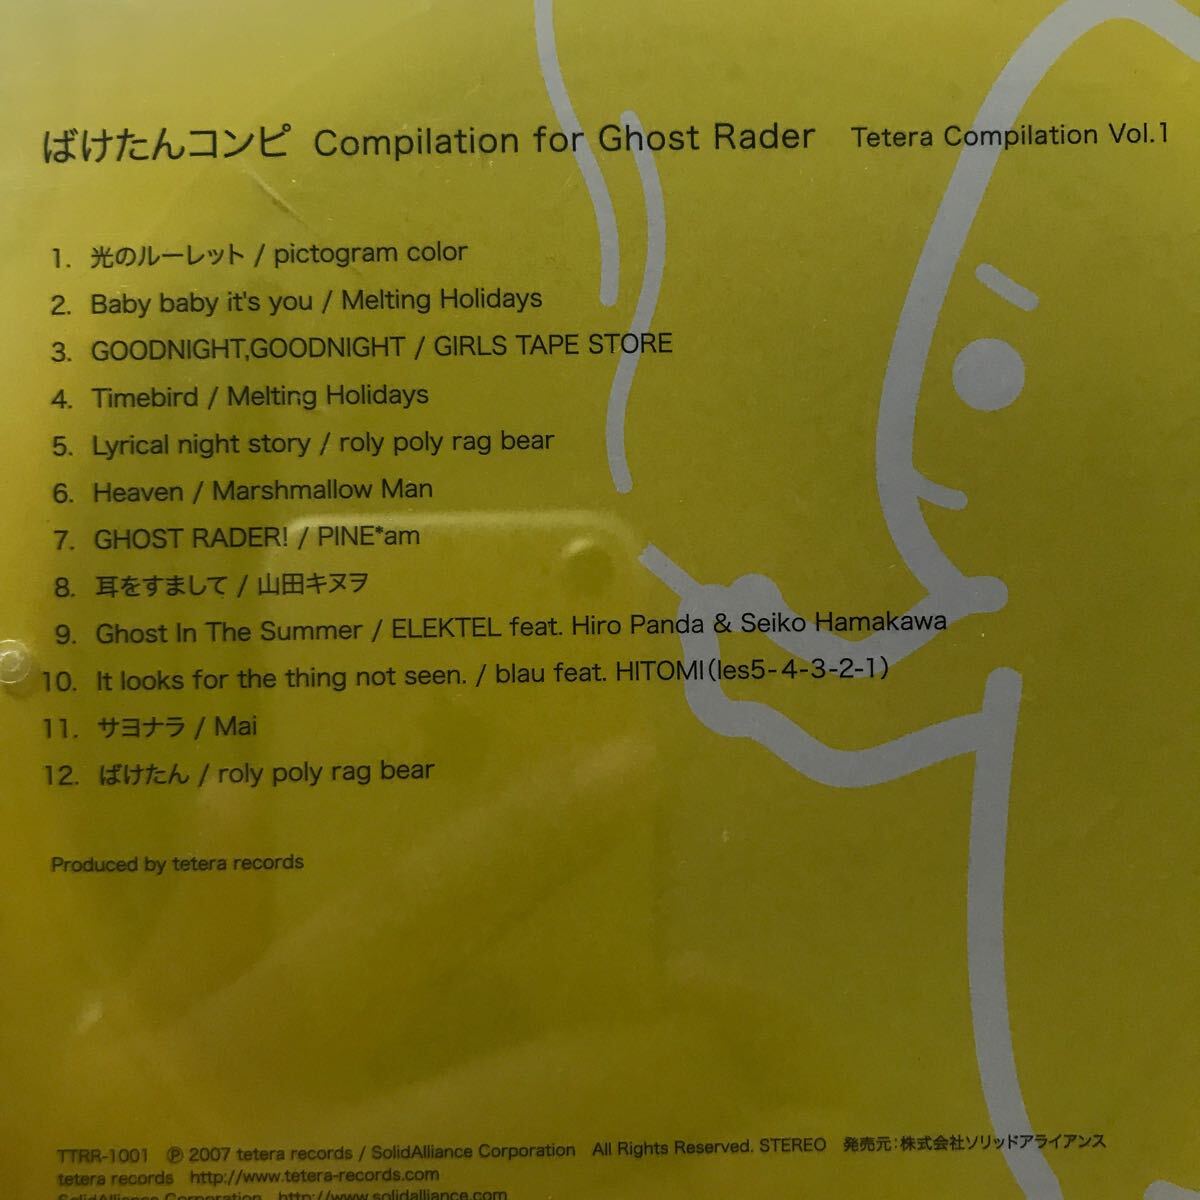 ばけたんコンピ Compilation for Ghost Rader Tetera Compilation Vol.1
1. 光のルーレット / pictogram color
2. Baby baby it's you / Melting Holidays
3. GOODNIGHT,GOODNIGHT / GIRLS TAPE STORE
4. Timebird / Melting Holidays
5. Lyrical night story / roly poly rag bear
6. Heaven / Marshmallow Man
7. GHOST RADER! / PINE*am
8. 耳をすまして / 山田キヌヲ
9. Ghost In The Summer / ELEKTEL feat. Hiro Panda & Seiko Hamakawa
10. It looks for the thing not seen. / blau feat. HITOMI(les5-4-3-2-1)
11. サヨナラ / Mai
12. ばけたん / roly poly rag bear
Produced by tetera records
TTRR-1001 ℗ 2007 tetera records / SolidAlliance Corporation All Rights Reserved. STEREO 発売元:株式会社ソリッドアライアンス
tetera records http://www.tetera-records.com
SolidAlliance Corporation http://www.solidalliance.com